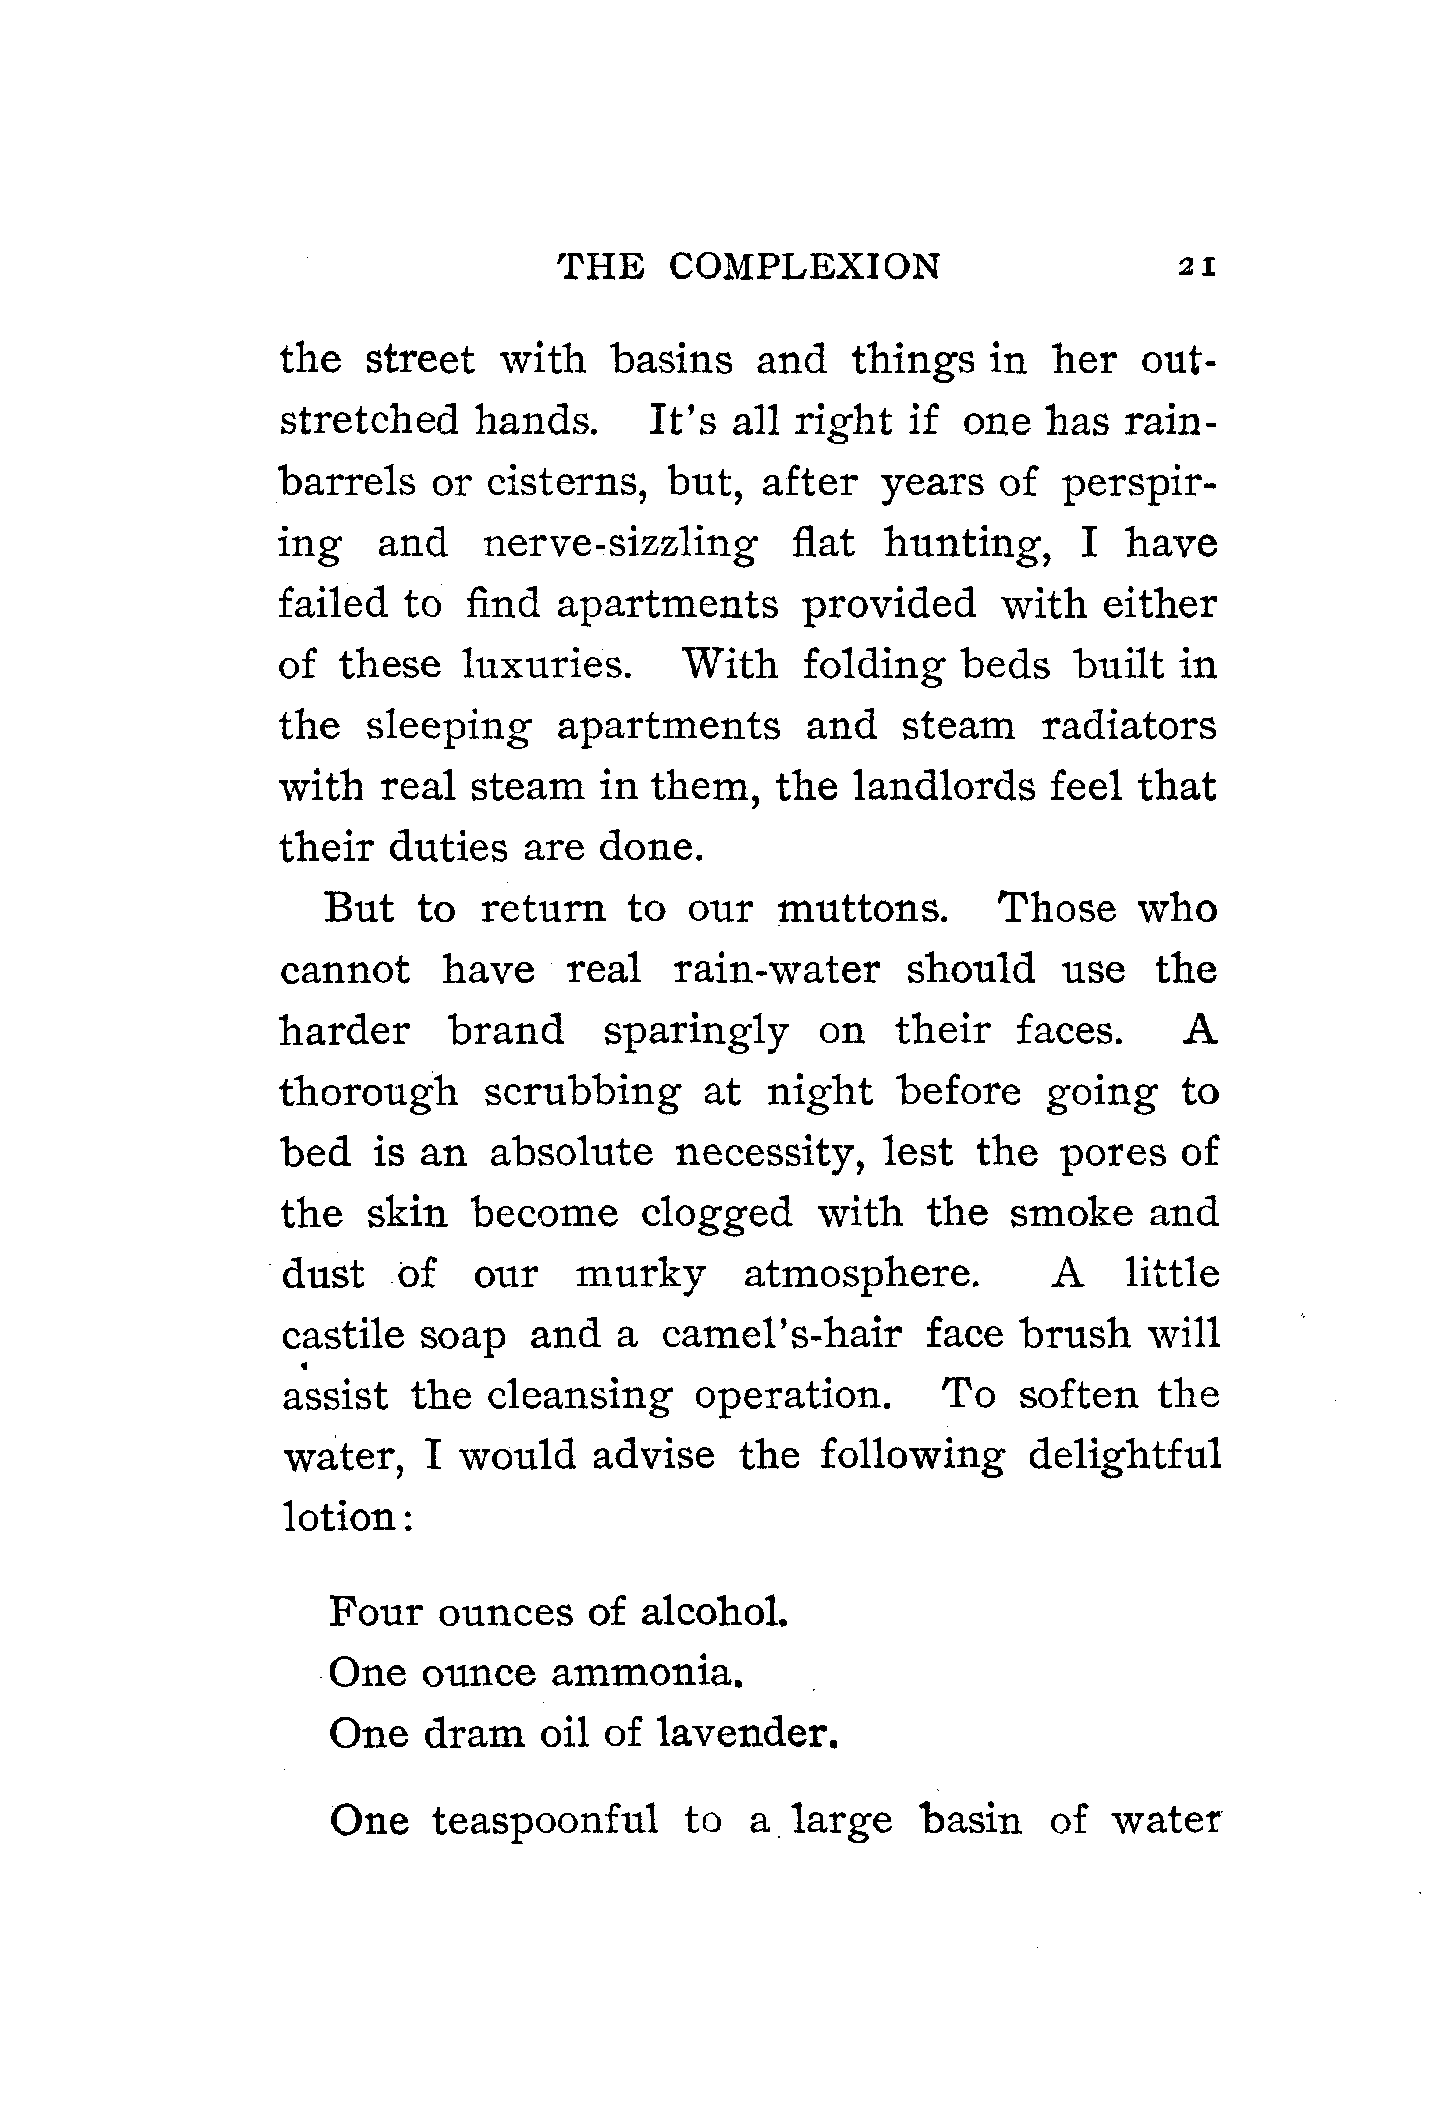 THE COMPLEXION 21
the street with basins and things in her out-
stretched hands. It's all right if one has rain-
barrels or cisterns, but, after years of perspir-
ing and nerve-sizzling flat hunting, I have
failed to find apartments provided with either
of these luxuries. With folding beds built in
the sleeping apartments and steam radiators
with real steam in them, the landlords feel that
their duties are done.
But to return to our muttons. Those who
cannot have real rain-water should use the
harder brand sparingly on their faces. A
thorough scrubbing at night before going to
bed is an absolute necessity, lest the pores of
the skin become clogged with the smoke and
dust of our murky atmosphere. A little
castile soap and a camel's-hair face brush will
assist the cleansing operation. To soften the
water, I would advise the following delightful
lotion:
Four ounces of alcohol.
One ounce ammonia.
One dram oil of lavender.
One teaspoonful to a large basin of water